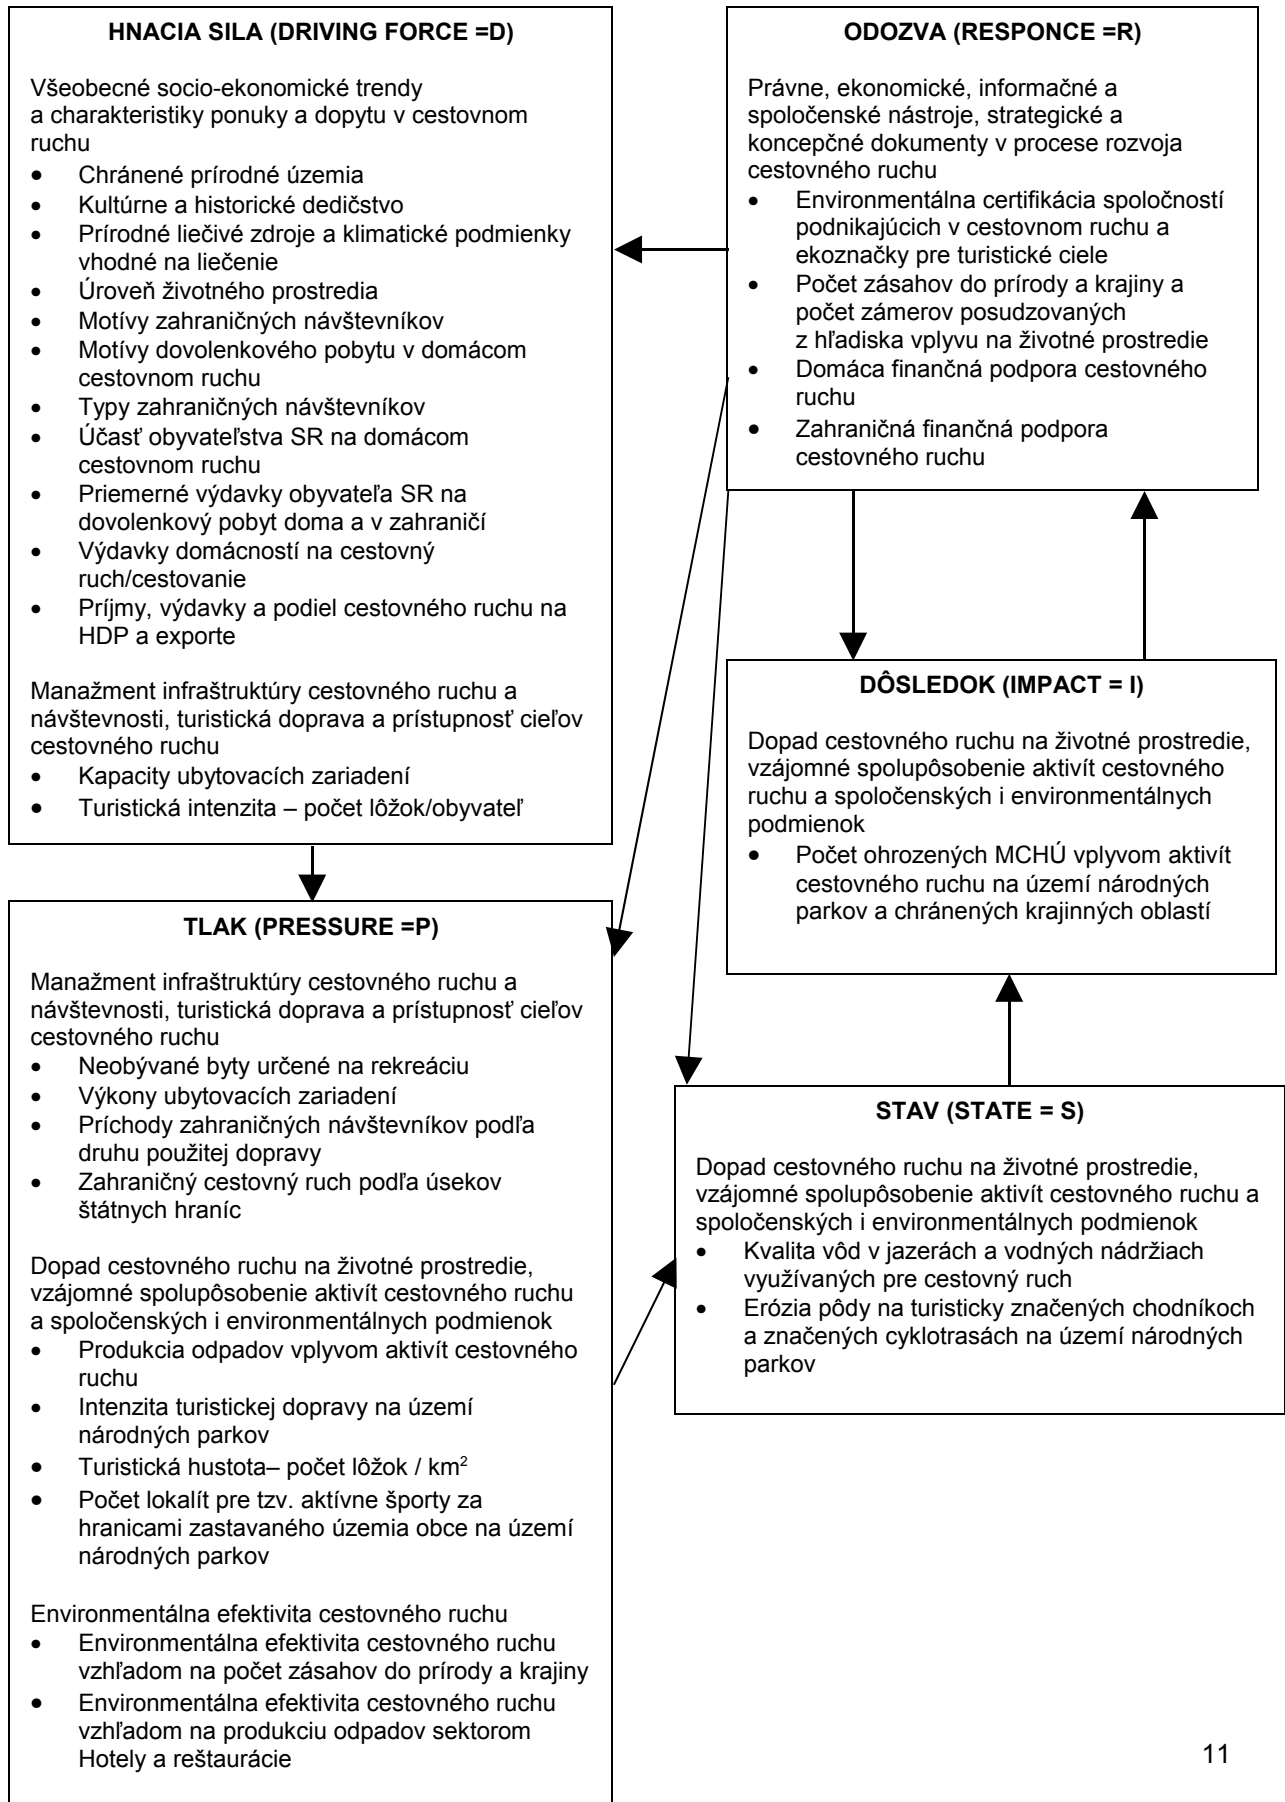 HNACIA SILA (DRIVING FORCE =D)
Všeobecné socio-ekonomické trendy
a charakteristiky ponuky a dopytu v cestovnom
ruchu
• Chránené prírodné územia
• Kultúrne a historické dedičstvo
• Prírodné liečivé zdroje a klimatické podmienky
vhodné na liečenie
• Úroveň životného prostredia
• Motívy zahraničných návštevníkov
• Motívy dovolenkového pobytu v domácom
cestovnom ruchu
• Typy zahraničných návštevníkov
• Účasť obyvateľstva SR na domácom
cestovnom ruchu
• Priemerné výdavky obyvateľa SR na
dovolenkový pobyt doma a v zahraničí
• Výdavky domácností na cestovný
ruch/cestovanie
• Príjmy, výdavky a podiel cestovného ruchu na
HDP a exporte
Manažment infraštruktúry cestovného ruchu a
návštevnosti, turistická doprava a prístupnosť cieľov
cestovného ruchu
• Kapacity ubytovacích zariadení
• Turistická intenzita – počet lôžok/obyvateľ
TLAK (PRESSURE =P)
Manažment infraštruktúry cestovného ruchu a
návštevnosti, turistická doprava a prístupnosť cieľov
cestovného ruchu
• Neobývané byty určené na rekreáciu
• Výkony ubytovacích zariadení
• Príchody zahraničných návštevníkov podľa
druhu použitej dopravy
• Zahraničný cestovný ruch podľa úsekov
štátnych hraníc
Dopad cestovného ruchu na životné prostredie,
vzájomné spolupôsobenie aktivít cestovného ruchu
a spoločenských i environmentálnych podmienok
• Produkcia odpadov vplyvom aktivít cestovného
ruchu
• Intenzita turistickej dopravy na území
národných parkov
• Turistická hustota– počet lôžok / km²
• Počet lokalít pre tzv. aktívne športy za
hranicami zastavaného územia obce na území
národných parkov
Environmentálna efektivita cestovného ruchu
• Environmentálna efektivita cestovného ruchu
vzhľadom na počet zásahov do prírody a krajiny
• Environmentálna efektivita cestovného ruchu
vzhľadom na produkciu odpadov sektorom
Hotely a reštaurácie
ODOZVA (RESPONCE =R)
Právne, ekonomické, informačné a
spoločenské nástroje, strategické a
koncepčné dokumenty v procese rozvoja
cestovného ruchu
• Environmentálna certifikácia spoločností
podnikajúcich v cestovnom ruchu a
ekoznačky pre turistické ciele
• Počet zásahov do prírody a krajiny a
počet zámerov posudzovaných
z hľadiska vplyvu na životné prostredie
• Domáca finančná podpora cestovného
ruchu
• Zahraničná finančná podpora
cestovného ruchu
DÔSLEDOK (IMPACT = I)
Dopad cestovného ruchu na životné prostredie,
vzájomné spolupôsobenie aktivít cestovného
ruchu a spoločenských i environmentálnych
podmienok
• Počet ohrozených MCHÚ vplyvom aktivít
cestovného ruchu na území národných
parkov a chránených krajinných oblastí
STAV (STATE = S)
Dopad cestovného ruchu na životné prostredie,
vzájomné spolupôsobenie aktivít cestovného ruchu a
spoločenských i environmentálnych podmienok
• Kvalita vôd v jazerách a vodných nádržiach
využívaných pre cestovný ruch
• Erózia pôdy na turisticky značených chodníkoch
a značených cyklotrasách na území národných
parkov
11